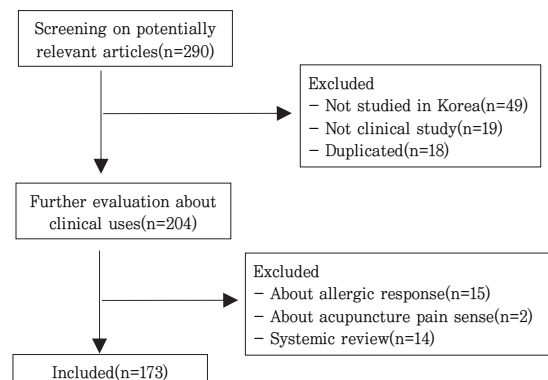 Screening on potentially
relevant articles(n=290)
Excluded
- Not studied in Korea(n=49)
- Not clinical study(n=19)
- Duplicated(n=18)
Further evaluation about
clinical uses(n=204)
Excluded
- About allergic response(n=15)
- About acupuncture pain sense(n=2)
- Systemic review(n=14)
Included(n=173)